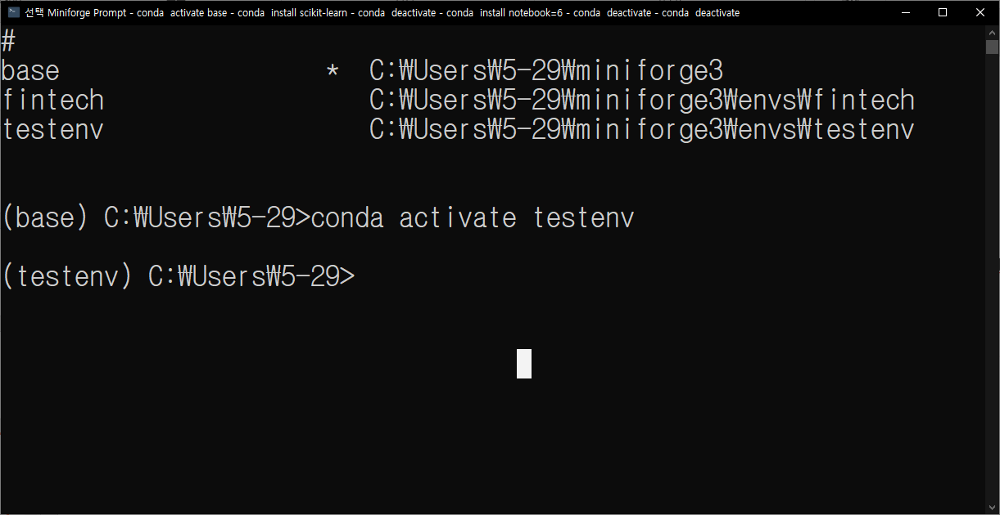 선택 Miniforge Prompt - conda  activate base - conda  install scikit-learn - conda  deactivate - conda  install notebook=6 - conda  deactivate - conda  deactivate
#
base                  *  C:₩Users₩5-29₩miniforge3
fintech                  C:₩Users₩5-29₩miniforge3₩envs₩fintech
testenv                  C:₩Users₩5-29₩miniforge3₩envs₩testenv
(base) C:₩Users₩5-29>conda activate testenv
(testenv) C:₩Users₩5-29>